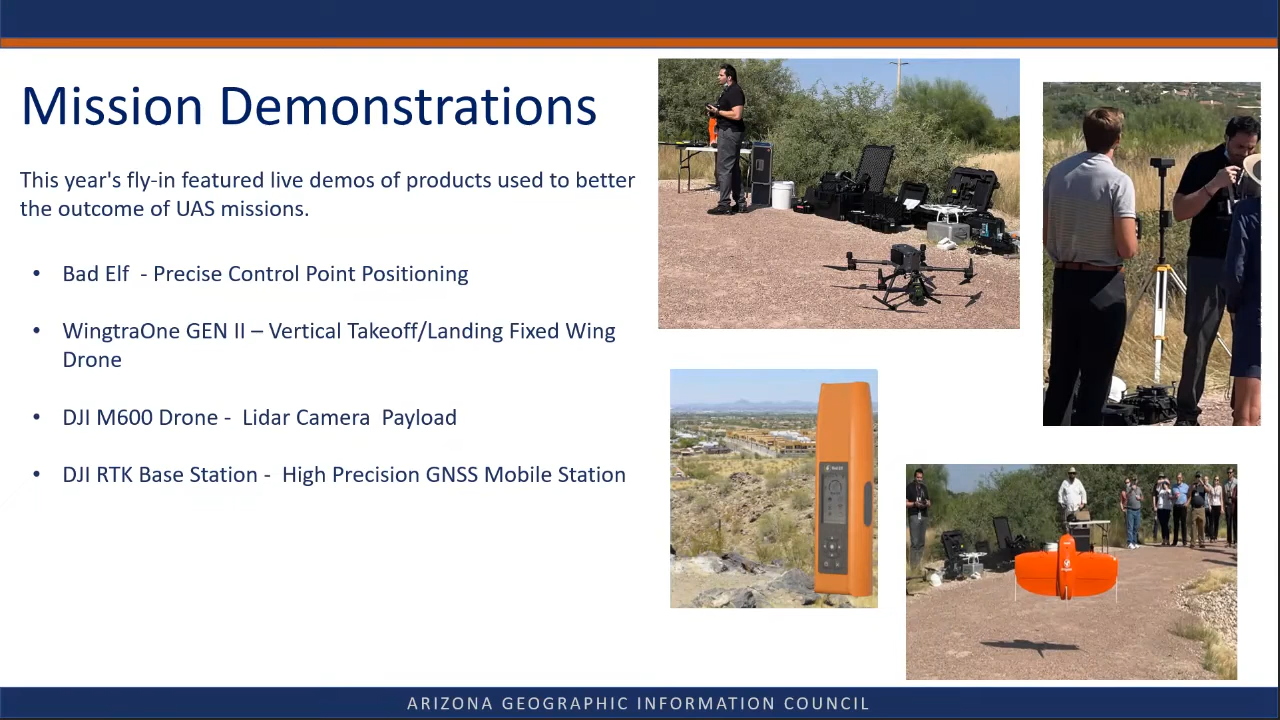 Mission Demonstrations
This year's fly-in featured live demos of products used to better
the outcome of UAS missions.
• Bad Elf - Precise Control Point Positioning
• WingtraOne GEN II – Vertical Takeoff/Landing Fixed Wing
Drone
• DJI M600 Drone - Lidar Camera Payload
• DJI RTK Base Station - High Precision GNSS Mobile Station
ARIZONA GEOGRAPHIC INFORMATION COUNCIL